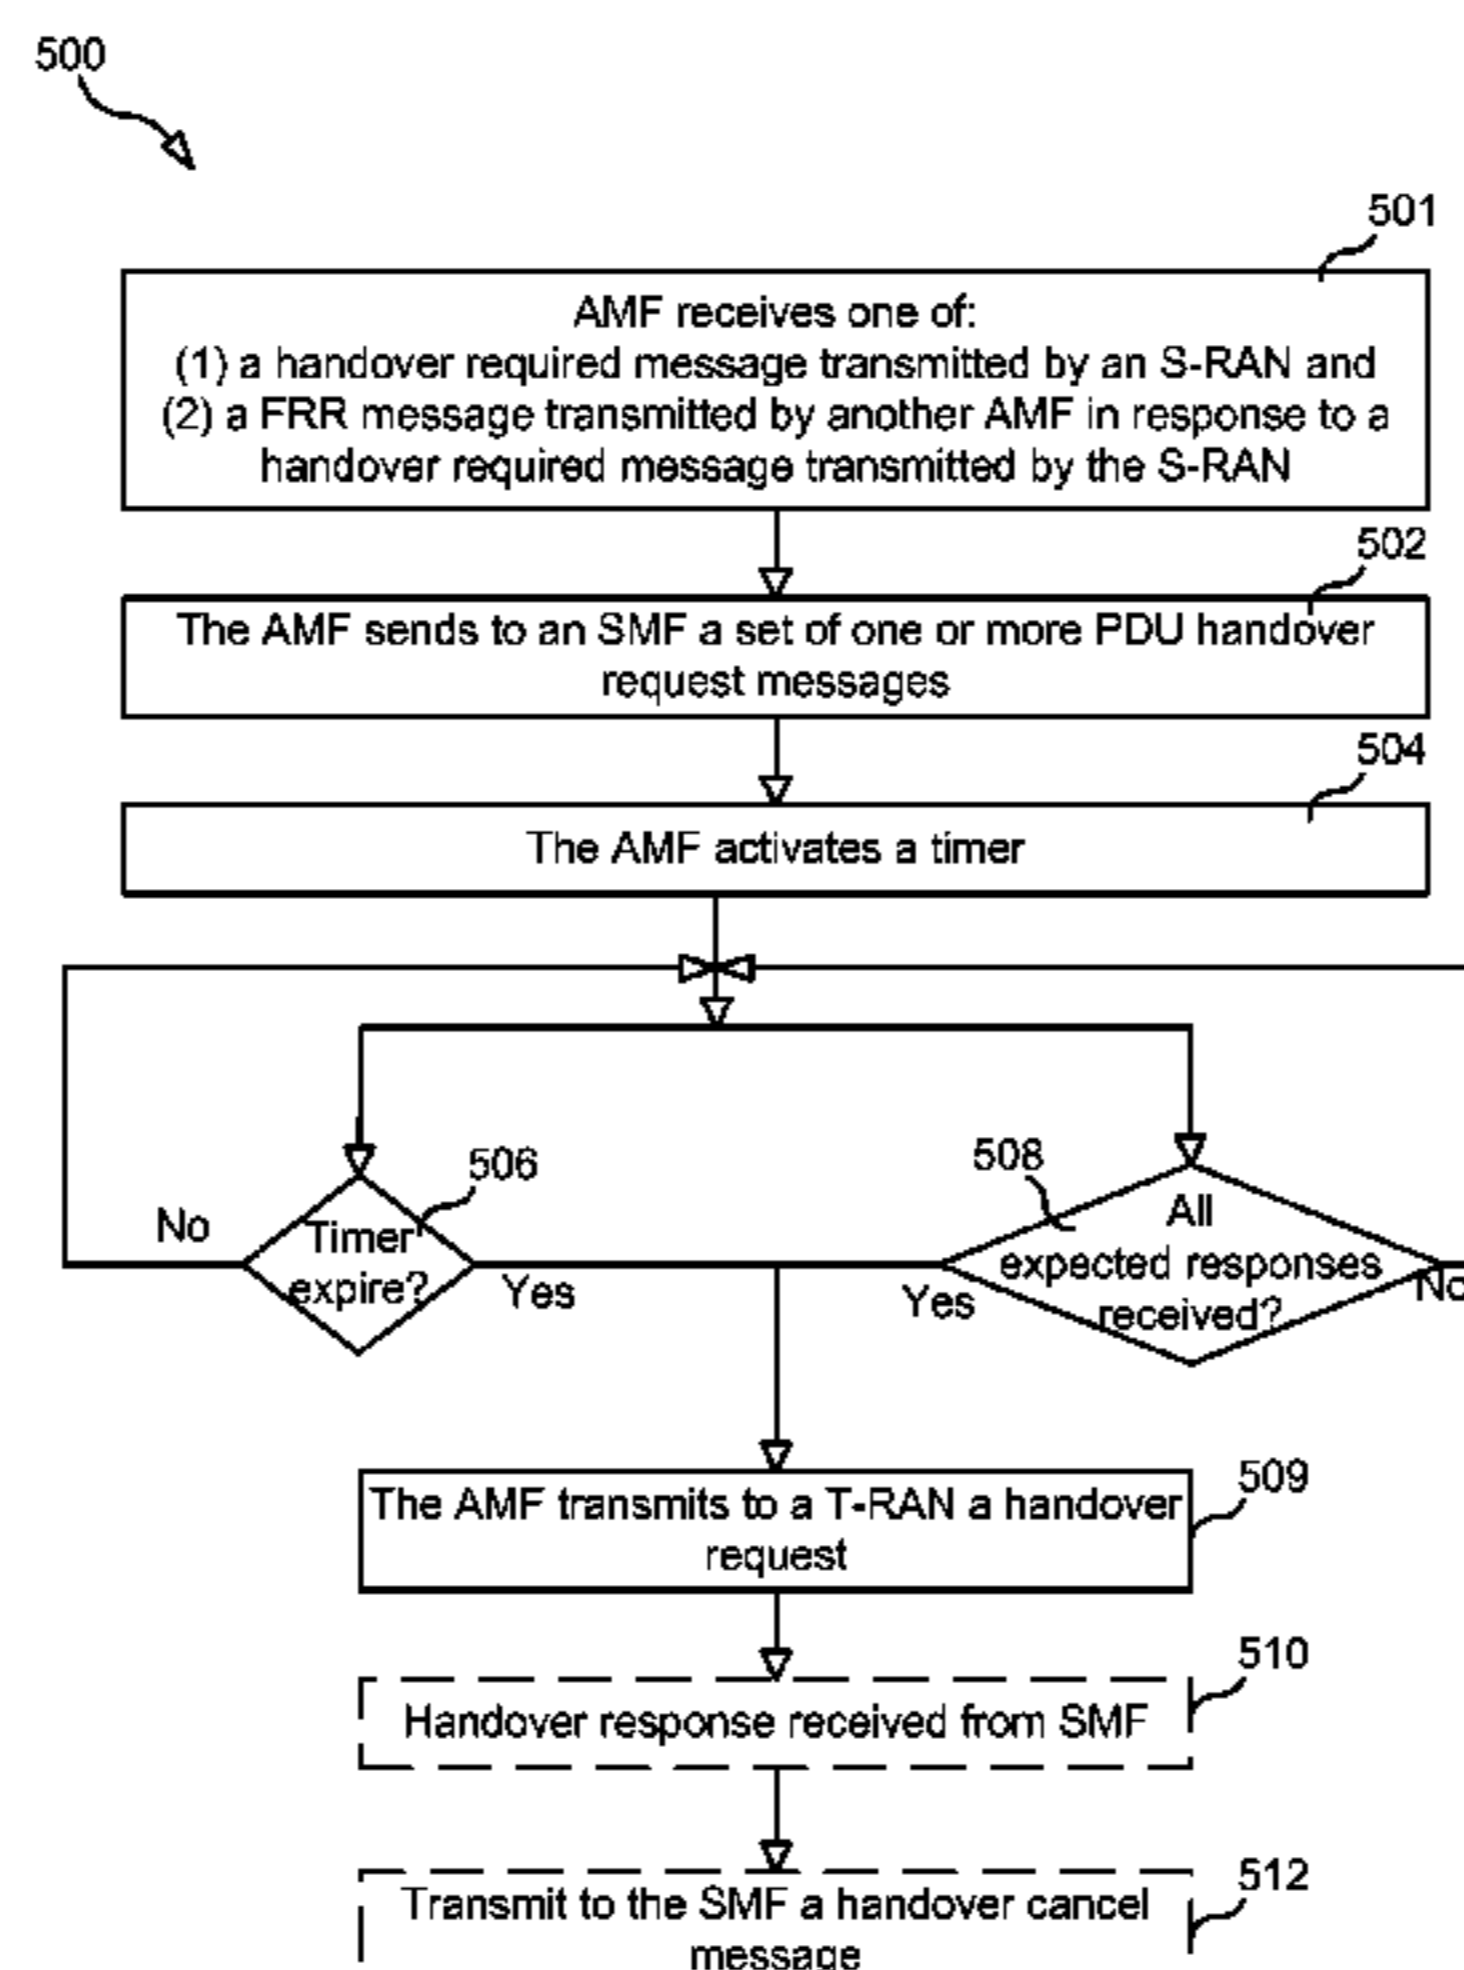 500
501
AMF receives one of:
(1) a handover required message transmitted by an S-RAN and
(2) a FRR message transmitted by another AMF in response to a
handover required message transmitted by the S-RAN
502
The AMF sends to an SMF a set of one or more PDU handover
request messages
504
The AMF activates a timer
506
508
No
Timer
expire?
Yes
All
expected responses
received?
Yes
No
509
The AMF transmits to a T-RAN a handover
request
510
Handover response received from SMF
512
Transmit to the SMF a handover cancel
message